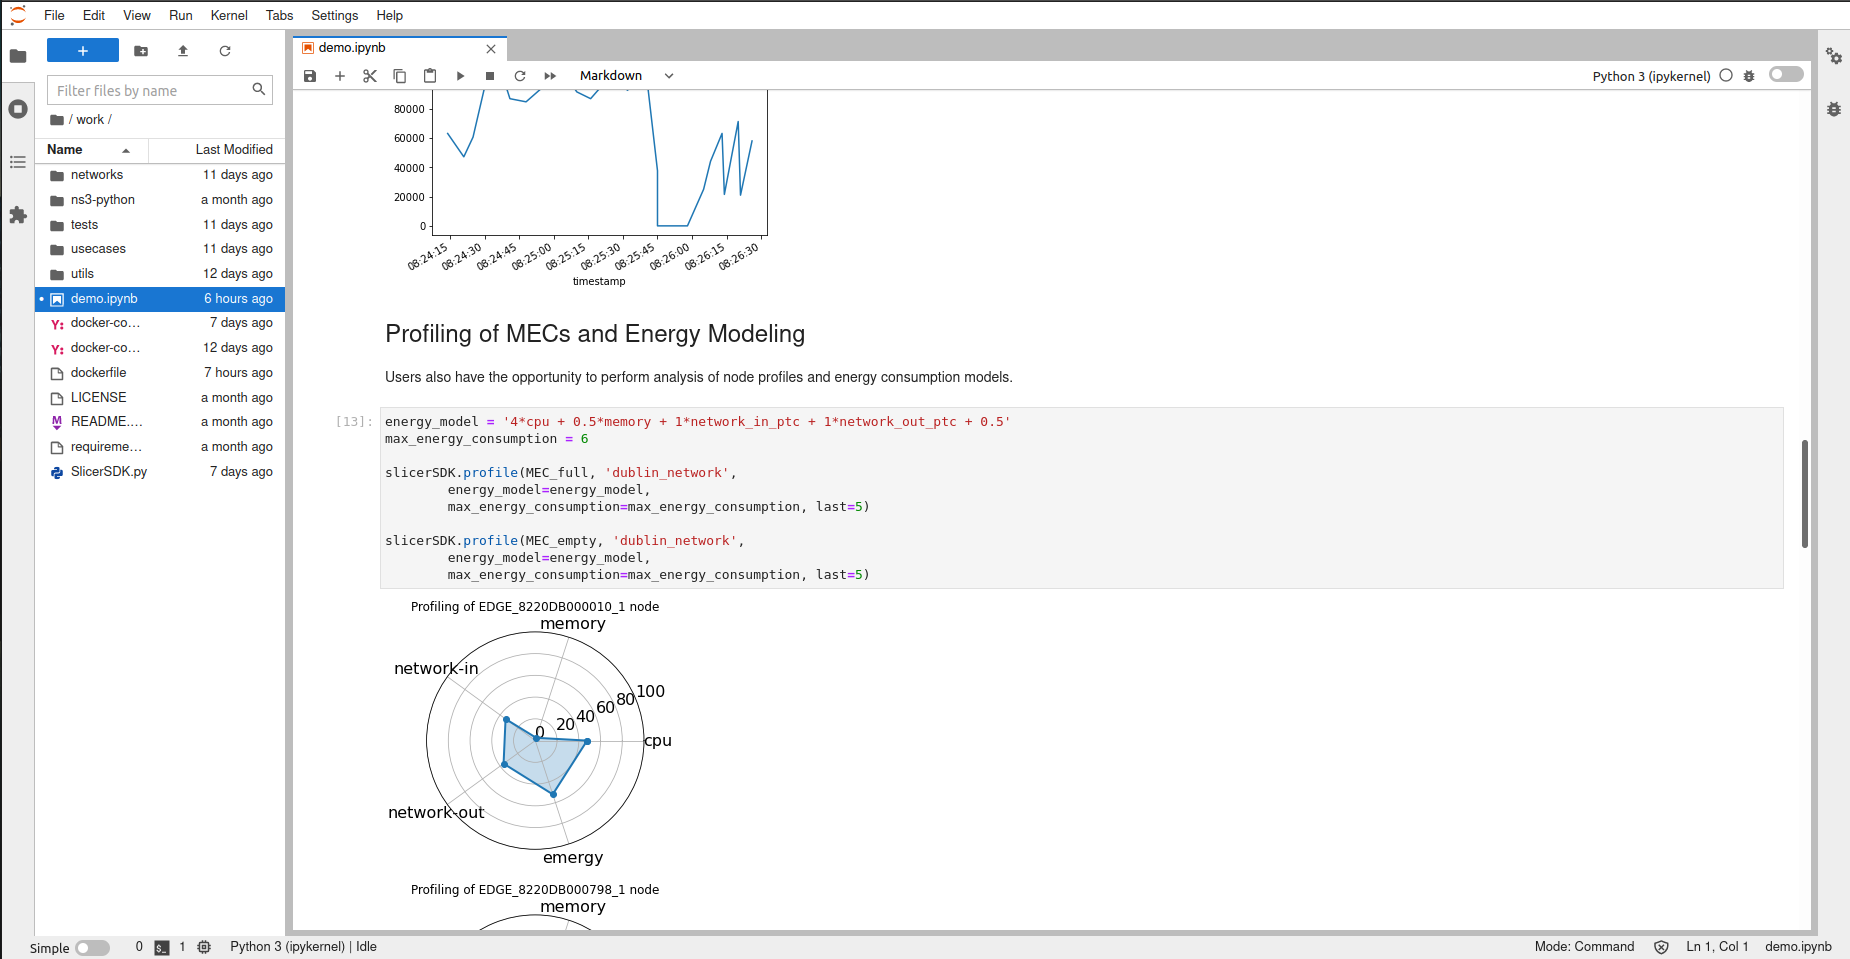 File Edit View Run Kernel Tabs Settings Help
Filter files by name
/ work /
Name Last Modified
networks 11 days ago
ns3-python a month ago
tests 11 days ago
usecases 11 days ago
utils 12 days ago
demo.ipynb 6 hours ago
docker-co... 7 days ago
docker-co... 12 days ago
dockerfile 7 hours ago
LICENSE a month ago
README.... a month ago
requireme... a month ago
SlicerSDK.py 7 days ago
demo.ipynb
Markdown
Python 3 (ipykernel)
80000
60000
40000
20000
0
08:24:15 08:24:30 08:24:45 08:25:00 08:25:15 08:25:30 08:25:45 08:26:00 08:26:15 08:26:30
timestamp
Profiling of MECs and Energy Modeling
Users also have the opportunity to perform analysis of node profiles and energy consumption models.
[13]: energy_model = '4*cpu + 0.5*memory + 1*network_in_ptc + 1*network_out_ptc + 0.5'
max_energy_consumption = 6
slicerSDK.profile(MEC_full, 'dublin_network',
energy_model=energy_model,
max_energy_consumption=max_energy_consumption, last=5)
slicerSDK.profile(MEC_empty, 'dublin_network',
energy_model=energy_model,
max_energy_consumption=max_energy_consumption, last=5)
Profiling of EDGE_8220DB000010_1 node
memory
network-in
0 20 40 60 80 100
cpu
network-out
emergy
Profiling of EDGE_8220DB000798_1 node
memory
Simple 0 $_ 1 Python 3 (ipykernel) | Idle Mode: Command Ln 1, Col 1 demo.ipynb